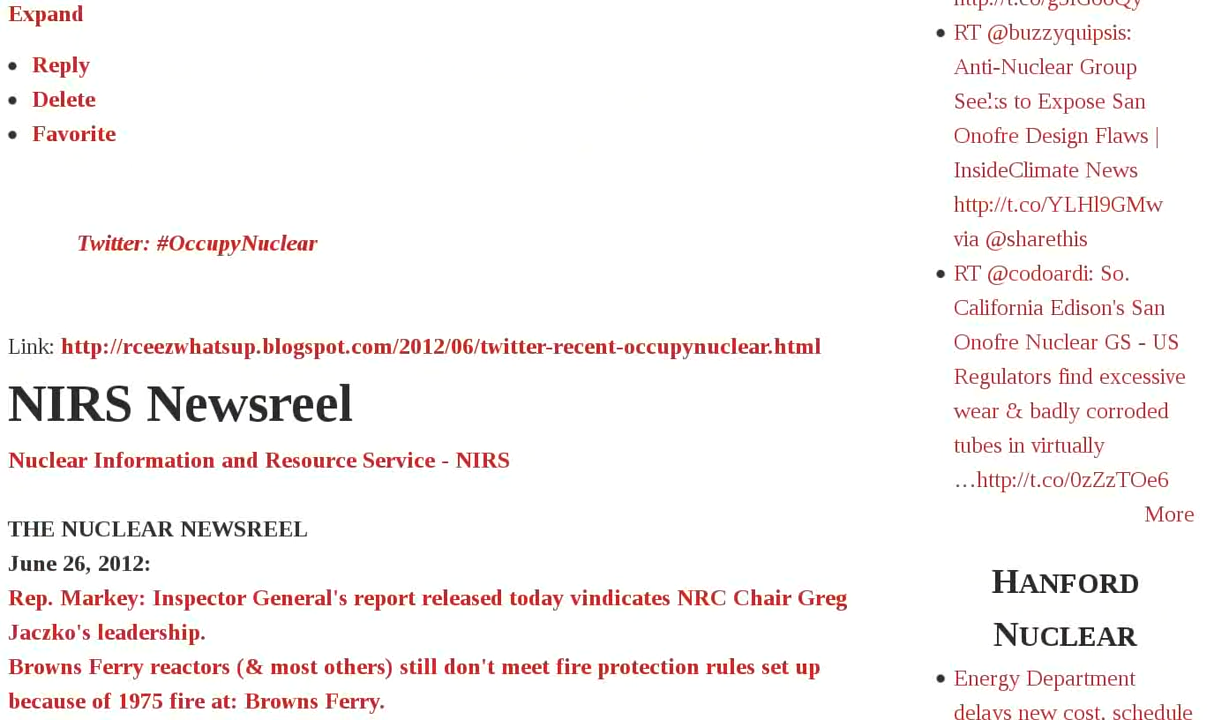 Expand
Reply
Delete
Favorite
Twitter: #OccupyNuclear
Link: http://rceezwhatsup.blogspot.com/2012/06/twitter-recent-occupynuclear.html
NIRS Newsreel
Nuclear Information and Resource Service - NIRS
THE NUCLEAR NEWSREEL
June 26, 2012:
Rep. Markey: Inspector General's report released today vindicates NRC Chair Greg
Jaczko's leadership.
Browns Ferry reactors (& most others) still don't meet fire protection rules set up
because of 1975 fire at: Browns Ferry.
RT @buzzyquipsis:
Anti-Nuclear Group
Seeks to Expose San
Onofre Design Flaws |
InsideClimate News
http://t.co/YLHl9GMw
via @sharethis
RT @codoardi: So.
California Edison's San
Onofre Nuclear GS - US
Regulators find excessive
wear & badly corroded
tubes in virtually
…http://t.co/0zZzTOe6
More
HANFORD
NUCLEAR
Energy Department
delays new cost, schedule